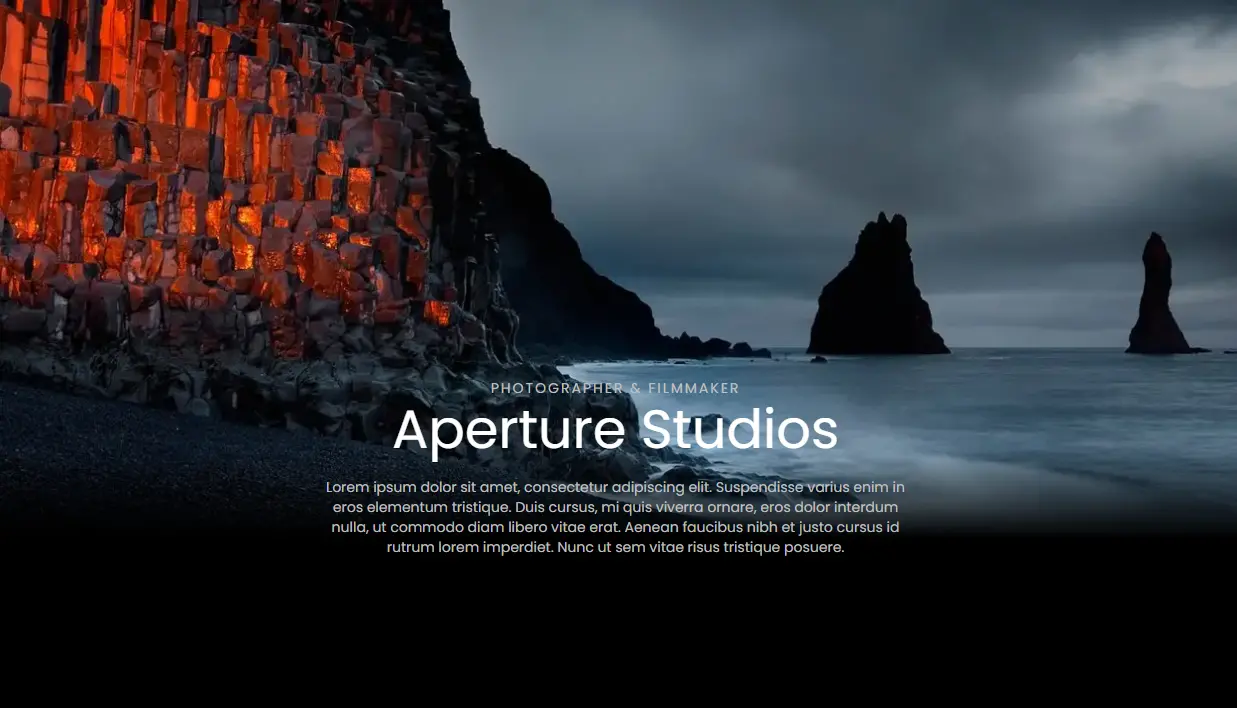 PHOTOGRAPHER & FILMMAKER
Aperture Studios
Lorem ipsum dolor sit amet, consectetur adipiscing elit. Suspendisse varius enim in
eros elementum tristique. Duis cursus, mi quis viverra ornare, eros dolor interdum
nulla, ut commodo diam libero vitae erat. Aenean faucibus nibh et justo cursus id
rutrum lorem imperdiet. Nunc ut sem vitae risus tristique posuere.